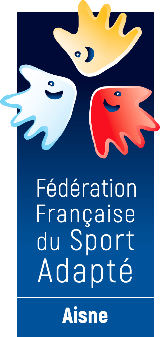 Fédération
Française
du Sport
Adapté
Aisne